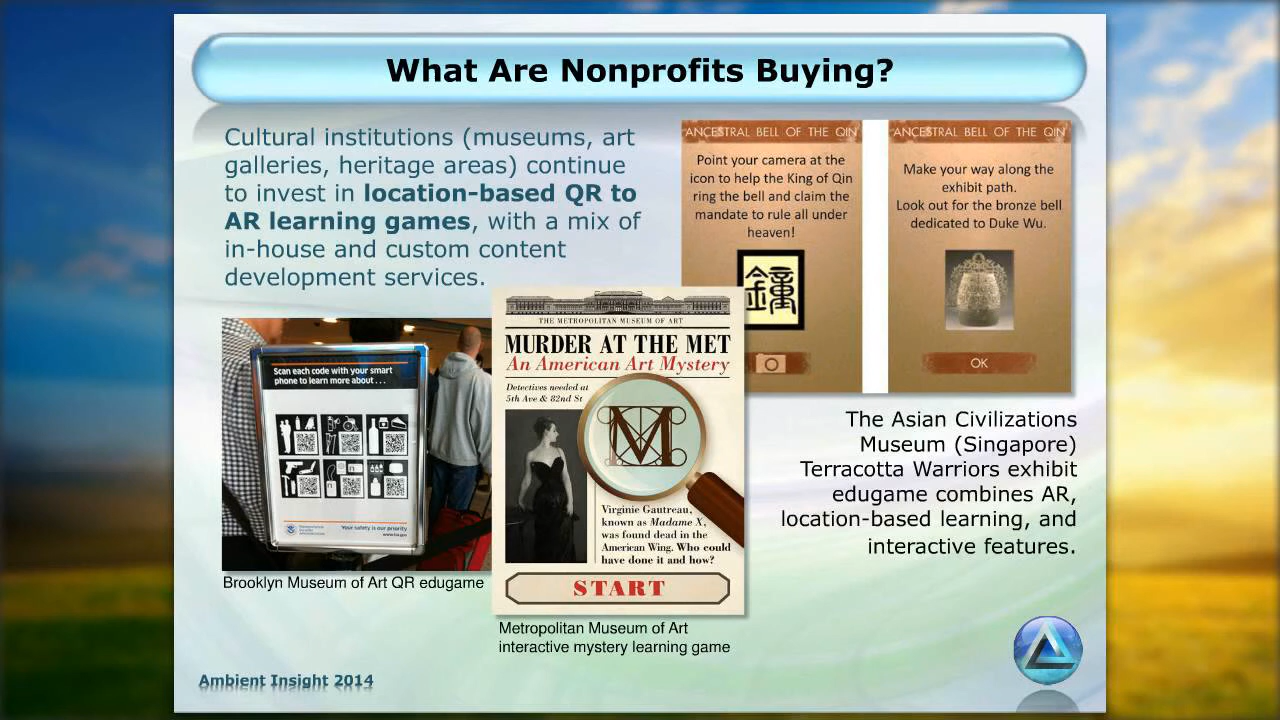 What Are Nonprofits Buying?
Cultural institutions (museums, art
galleries, heritage areas) continue
to invest in location-based QR to
AR learning games, with a mix of
in-house and custom content
development services.
ANCESTRAL BELL OF THE QIN
Point your camera at the
icon to help the King of Qin
ring the bell and claim the
mandate to rule all under
heaven!
鐘
ANCESTRAL BELL OF THE QIN
Make your way along the
exhibit path.
Look out for the bronze bell
dedicated to Duke Wu.
OK
Scan each code with your smart
phone to learn more about . . .
Your safety is our priority
www.tsa.gov
Brooklyn Museum of Art QR edugame
THE METROPOLITAN MUSEUM OF ART
MURDER AT THE MET
An American Art Mystery
Detectives needed at
5th Ave & 82nd St
M
Virginie Gautreau,
known as Madame X,
was found dead in the
American Wing. Who could
have done it and how?
START
Metropolitan Museum of Art
interactive mystery learning game
The Asian Civilizations
Museum (Singapore)
Terracotta Warriors exhibit
edugame combines AR,
location-based learning, and
interactive features.
Ambient Insight 2014